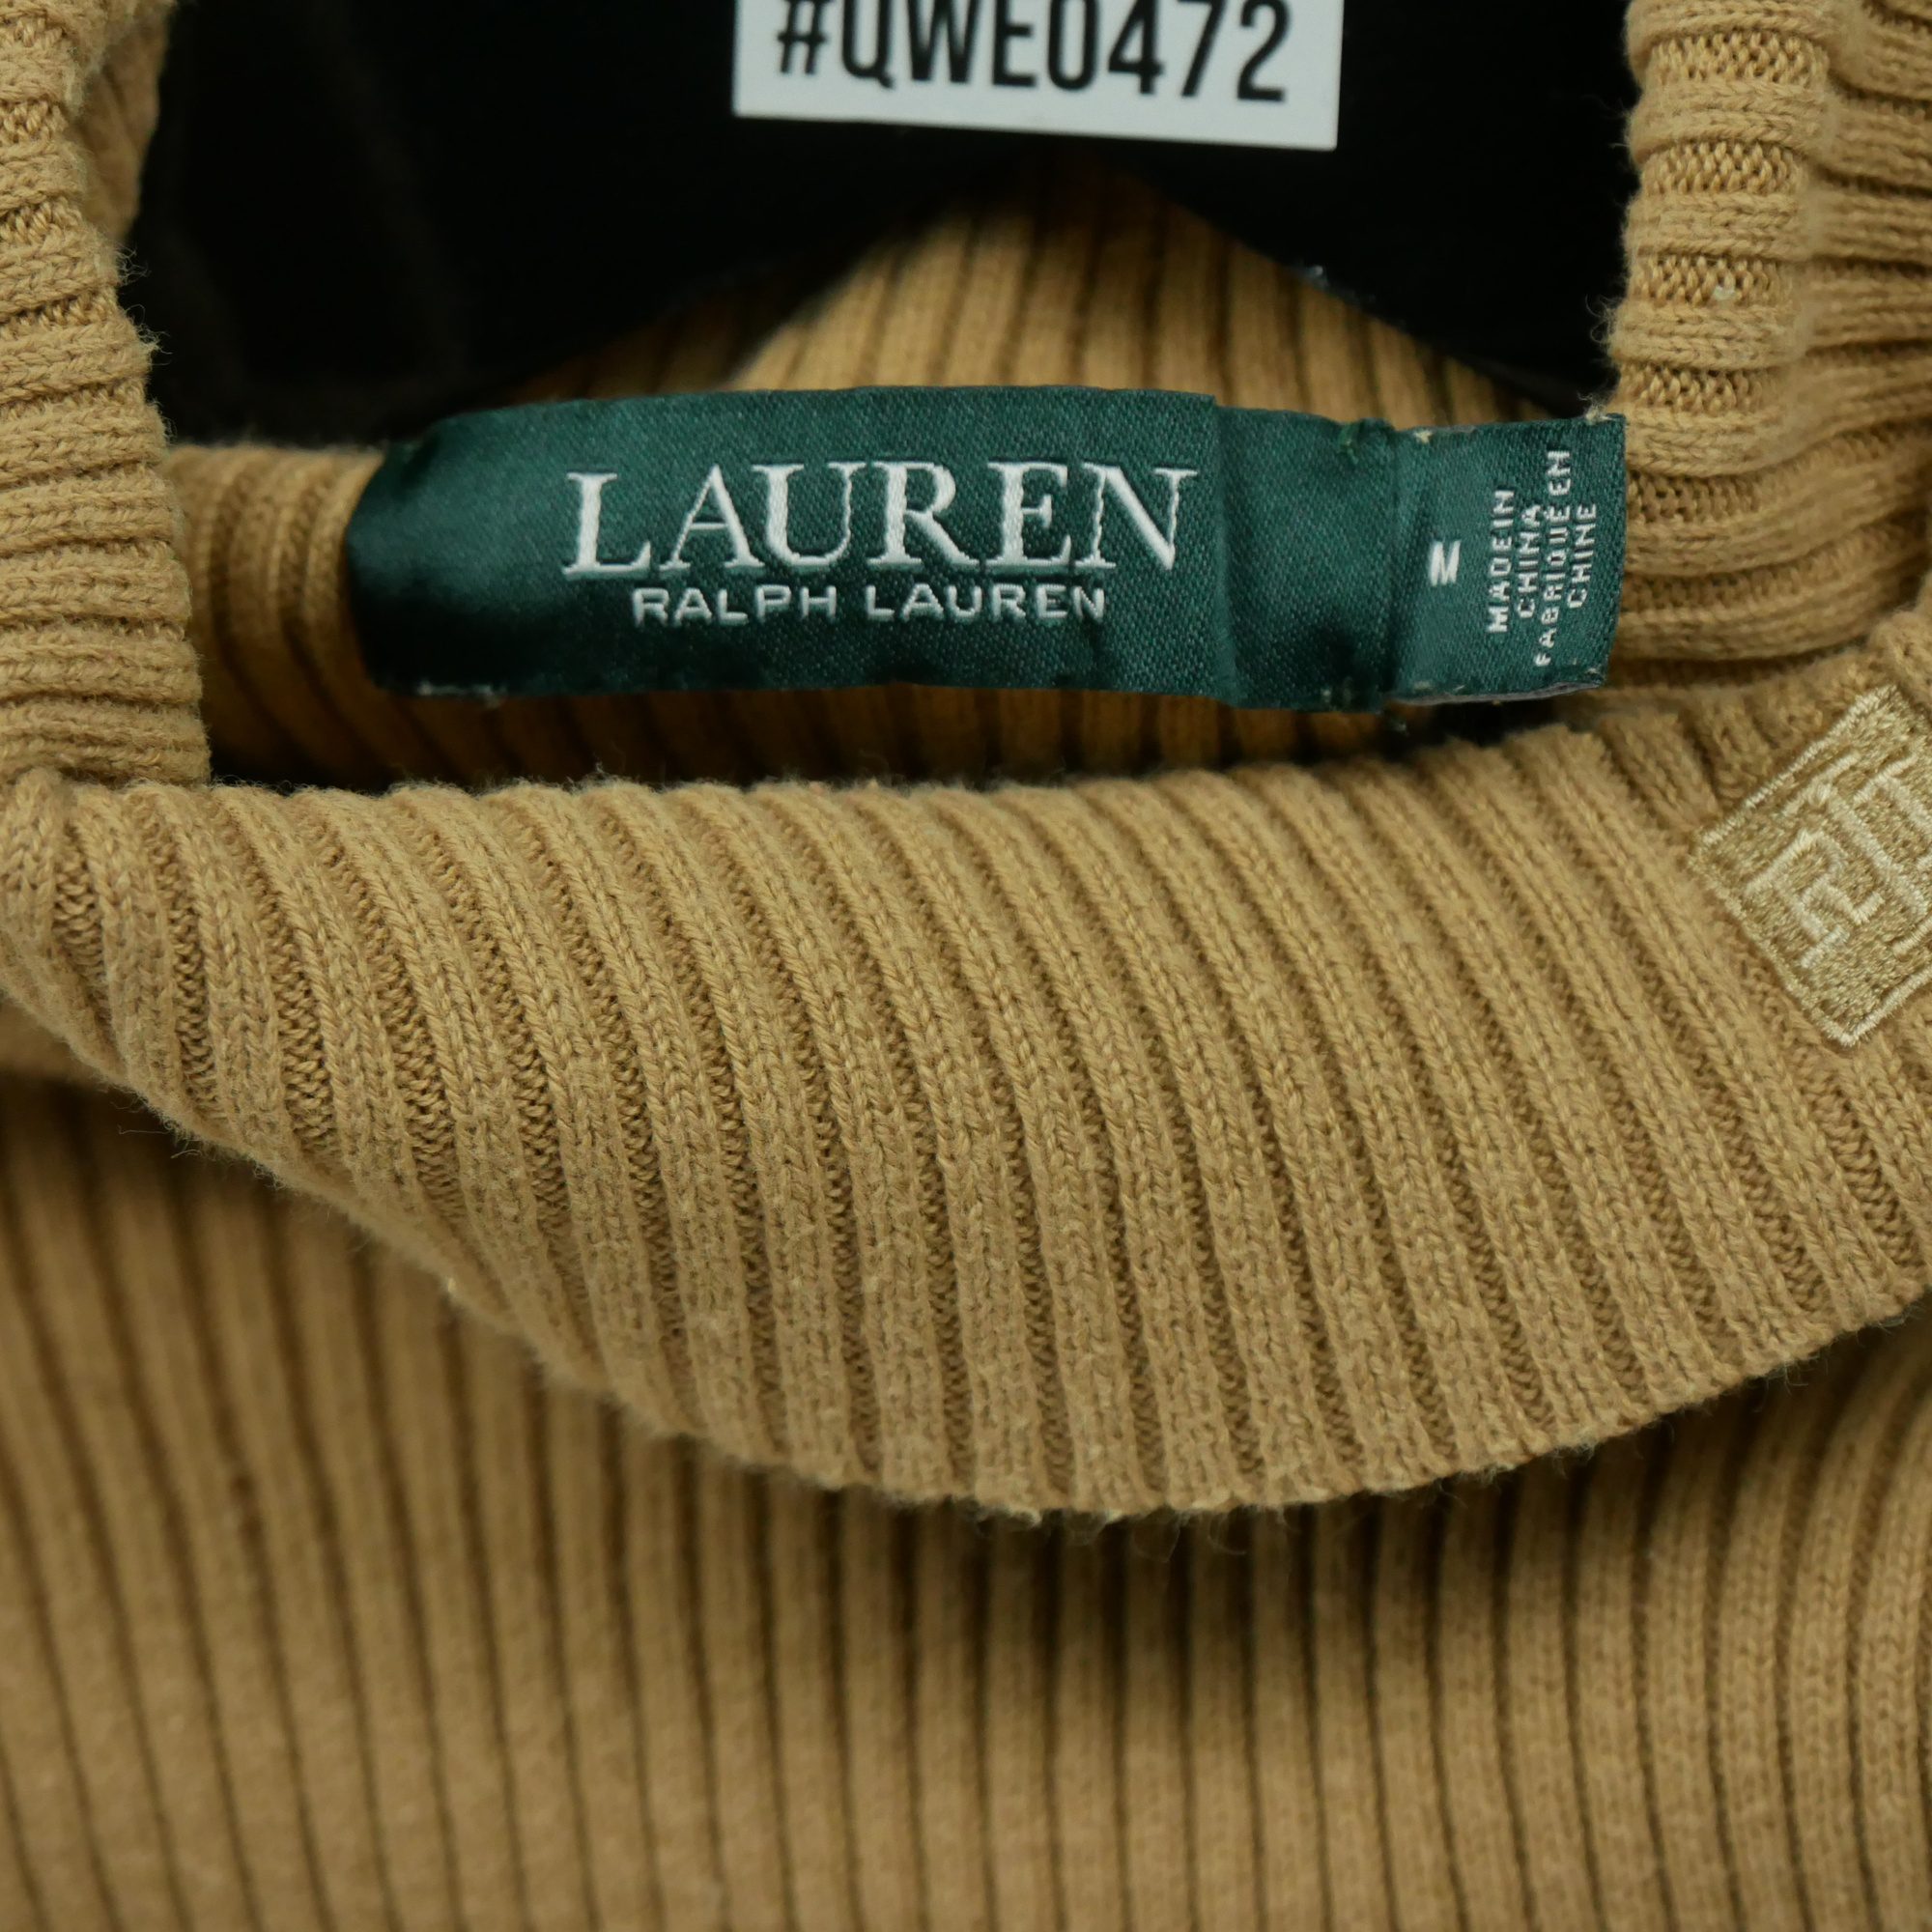 #QWE0472
LAUREN
RALPH LAUREN
M
MADE IN
CHINA
FABRIQUÉ EN
CHINE